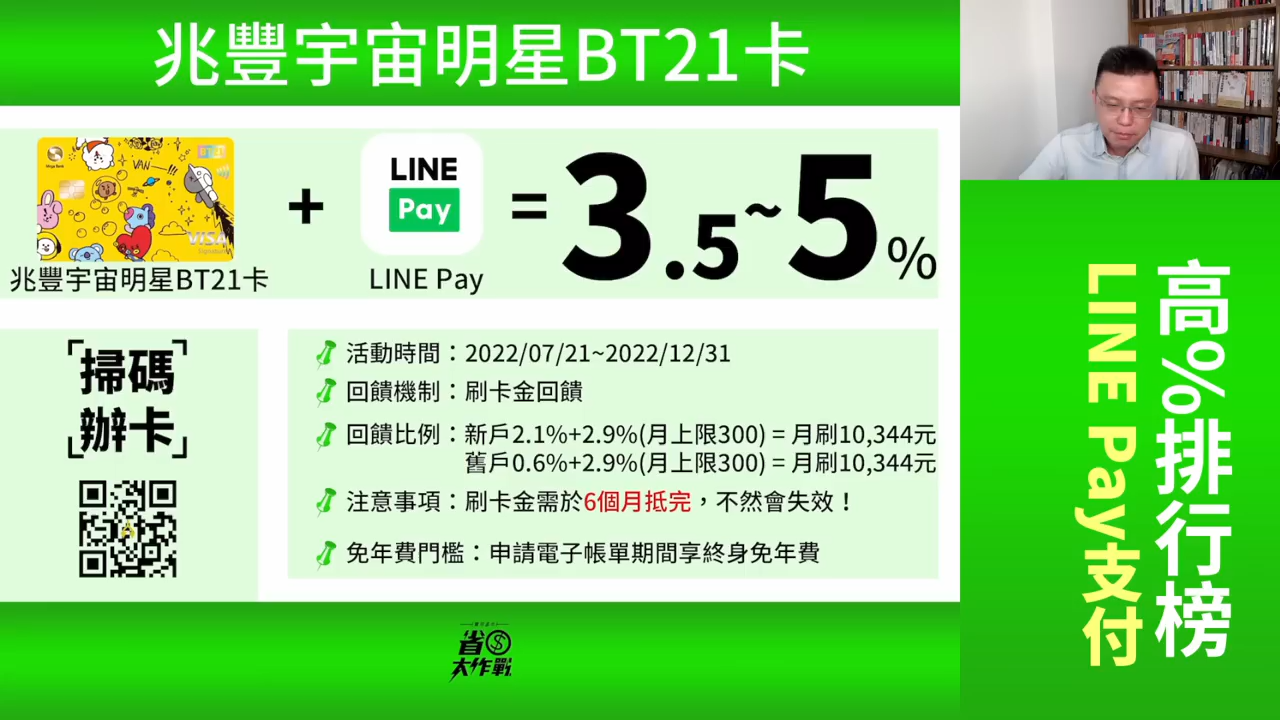 兆豐宇宙明星BT21卡
VAN
BT21
VISA
兆豐宇宙明星BT21卡
+
LINE
Pay
LINE Pay
=
3.5~5%
掃碼
辦卡
活動時間：2022/07/21~2022/12/31
回饋機制：刷卡金回饋
回饋比例：新戶2.1%+2.9%(月上限300) = 月刷10,344元
舊戶0.6%+2.9%(月上限300) = 月刷10,344元
注意事項：刷卡金需於6個月抵完，不然會失效！
免年費門檻：申請電子帳單期間享終身免年費
省
大作戰
高%排行榜
LINE Pay支付